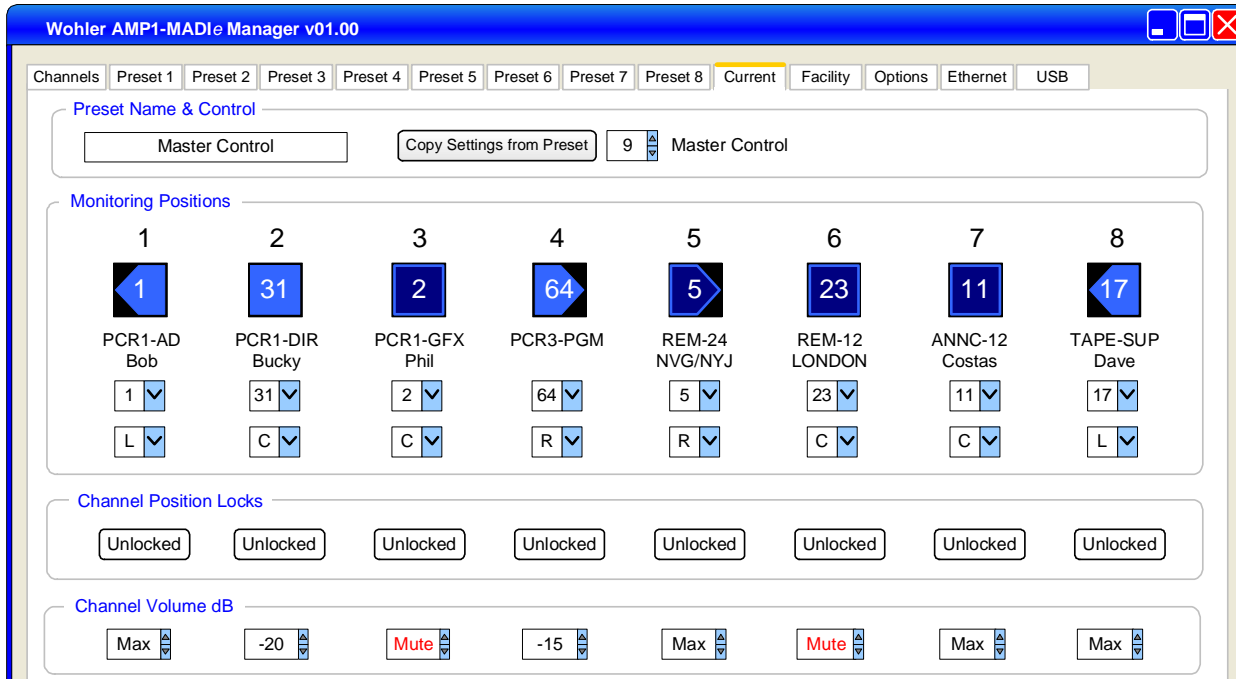 Wohler AMP1-MADIe Manager v01.00
Channels Preset 1 Preset 2 Preset 3 Preset 4 Preset 5 Preset 6 Preset 7 Preset 8 Current Facility Options Ethernet USB
Preset Name & Control
Master Control Copy Settings from Preset 9 Master Control
Monitoring Positions
1 2 3 4 5 6 7 8
1 31 2 64 5 23 11 17
PCR1-AD PCR1-DIR PCR1-GFX PCR3-PGM REM-24 REM-12 ANNC-12 TAPE-SUP
Bob Bucky Phil NVG/NYJ LONDON Costas Dave
1 31 2 64 5 23 11 17
L C C R R C C L
Channel Position Locks
Unlocked Unlocked Unlocked Unlocked Unlocked Unlocked Unlocked Unlocked
Channel Volume dB
Max -20 Mute -15 Max Mute Max Max